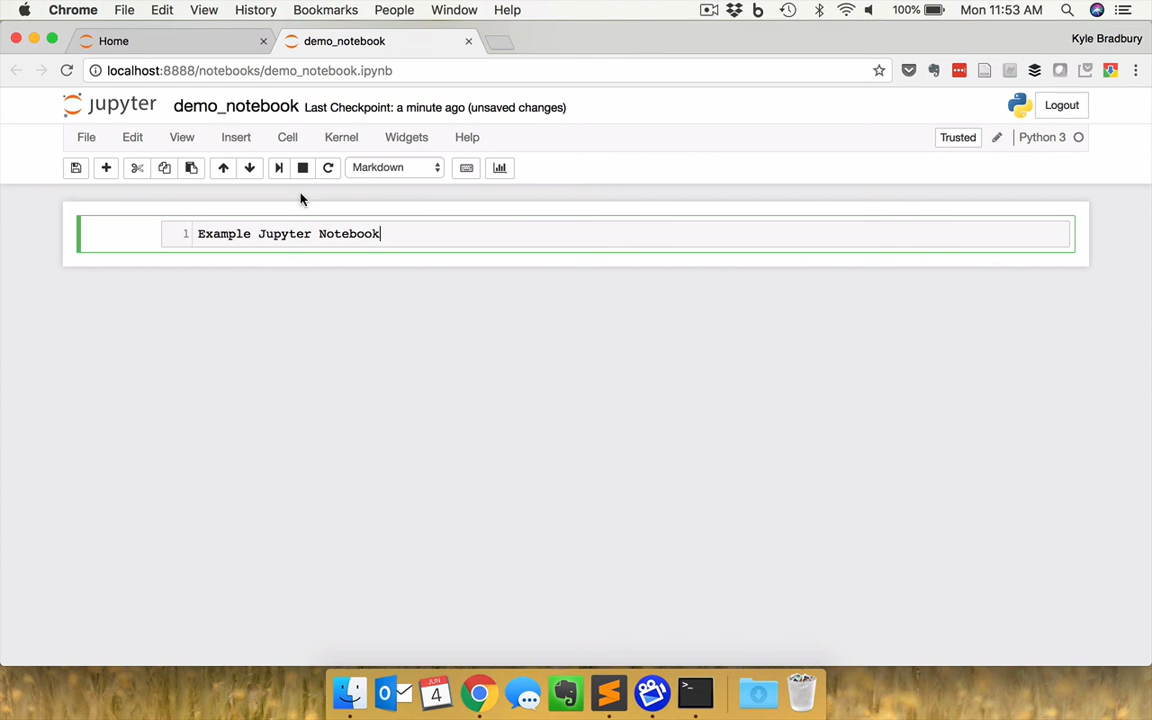 Chrome File Edit View History Bookmarks People Window Help 100% Mon 11:53 AM
Home demo_notebook Kyle Bradbury
localhost:8888/notebooks/demo_notebook.ipynb
jupyter demo_notebook Last Checkpoint: a minute ago (unsaved changes) Logout
File Edit View Insert Cell Kernel Widgets Help Trusted Python 3
Markdown
1 Example Jupyter Notebook
JUN
4